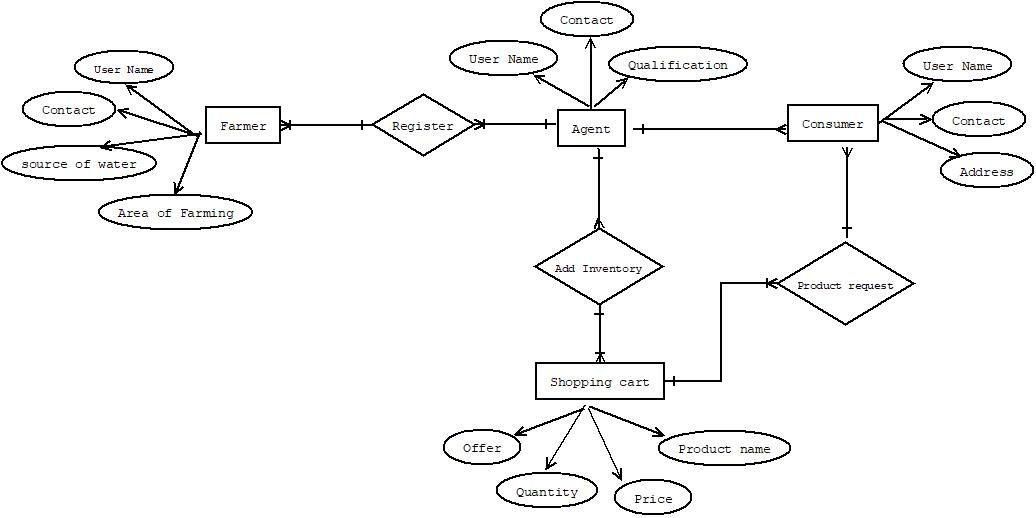 Contact
User Name
Qualification
User Name
User Name
Contact
Farmer
Register
Agent
Consumer
Contact
source of water
Address
Area of Farming
Add Inventory
Product request
Shopping cart
Offer
Product name
Quantity
Price